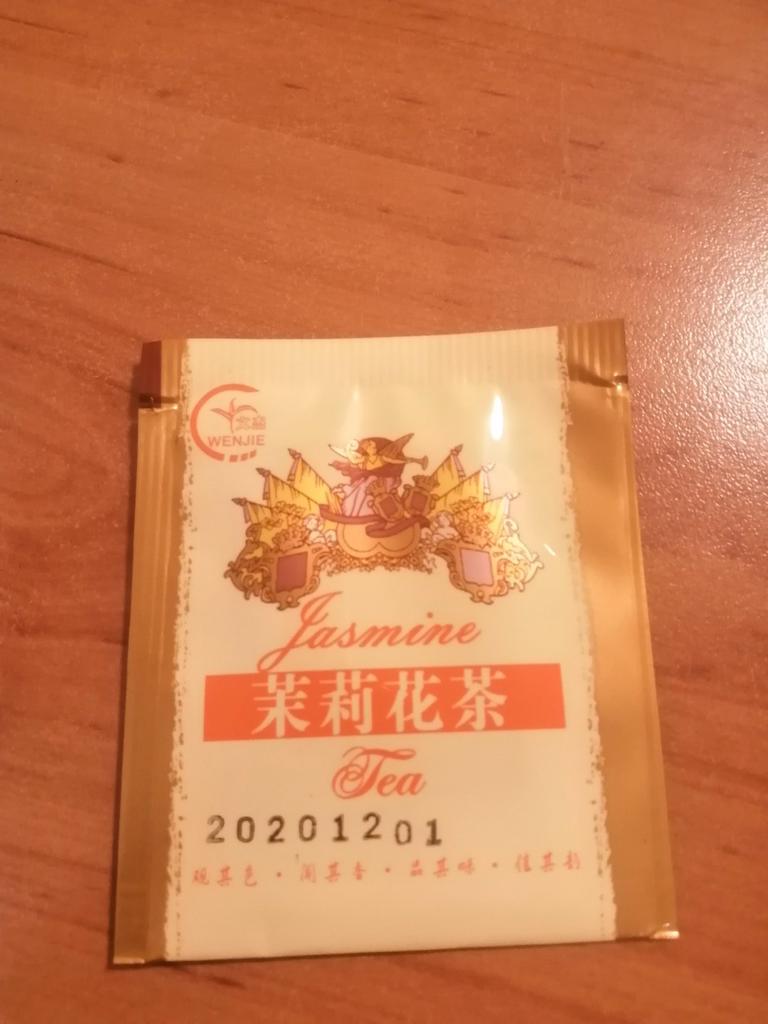 WENJIE
Jasmine
茉莉花茶
Tea
20201201
观其色·闻其香·品其味·悟其韵